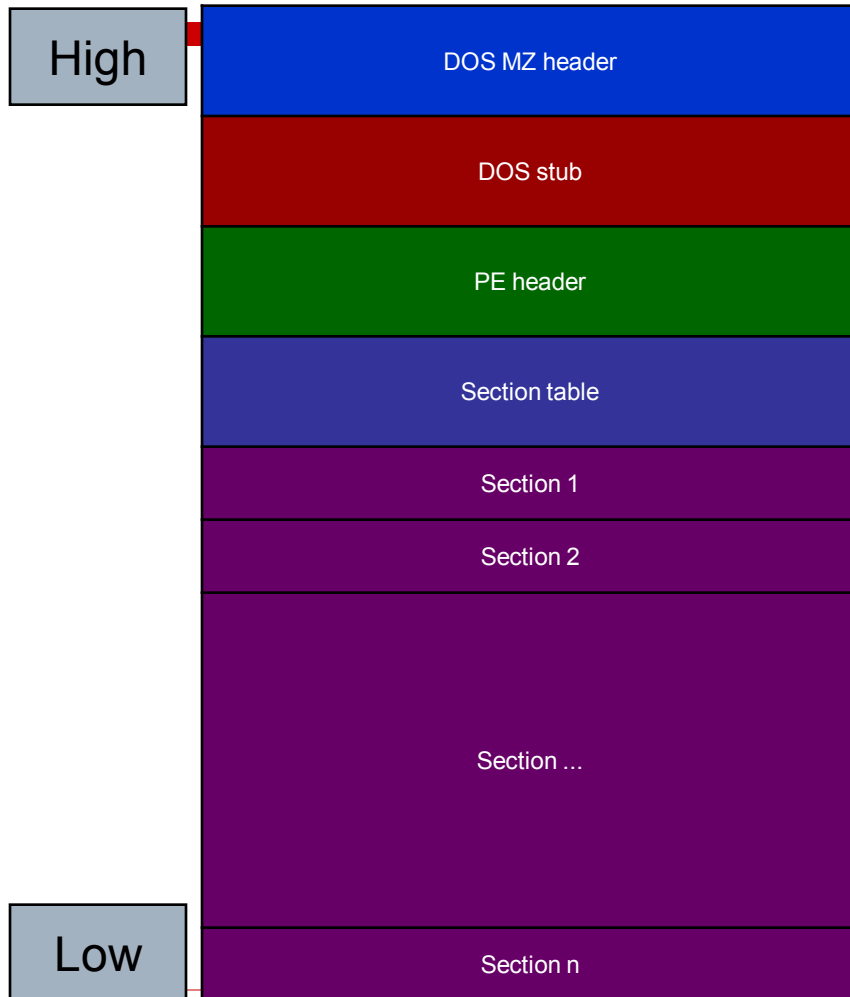 High
DOS MZ header
DOS stub
PE header
Section table
Section 1
Section 2
Section ...
Low
Section n